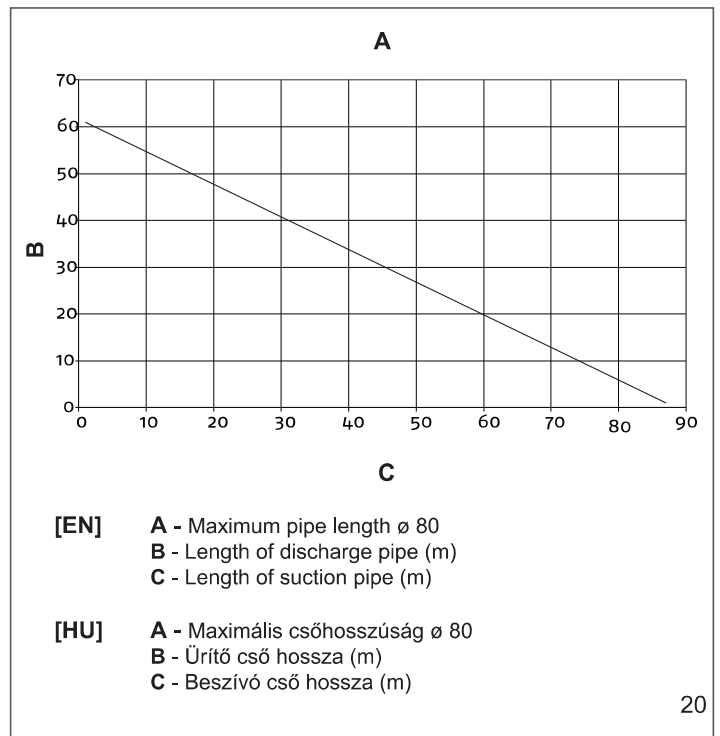 A
70
60
50
40
30
20
10
0
B
0 10 20 30 40 50 60 70 80 90
C
[EN] A - Maximum pipe length ø 80
B - Length of discharge pipe (m)
C - Length of suction pipe (m)
[HU] A - Maximális csőhosszúság ø 80
B - Ürítő cső hossza (m)
C - Beszívó cső hossza (m)
20